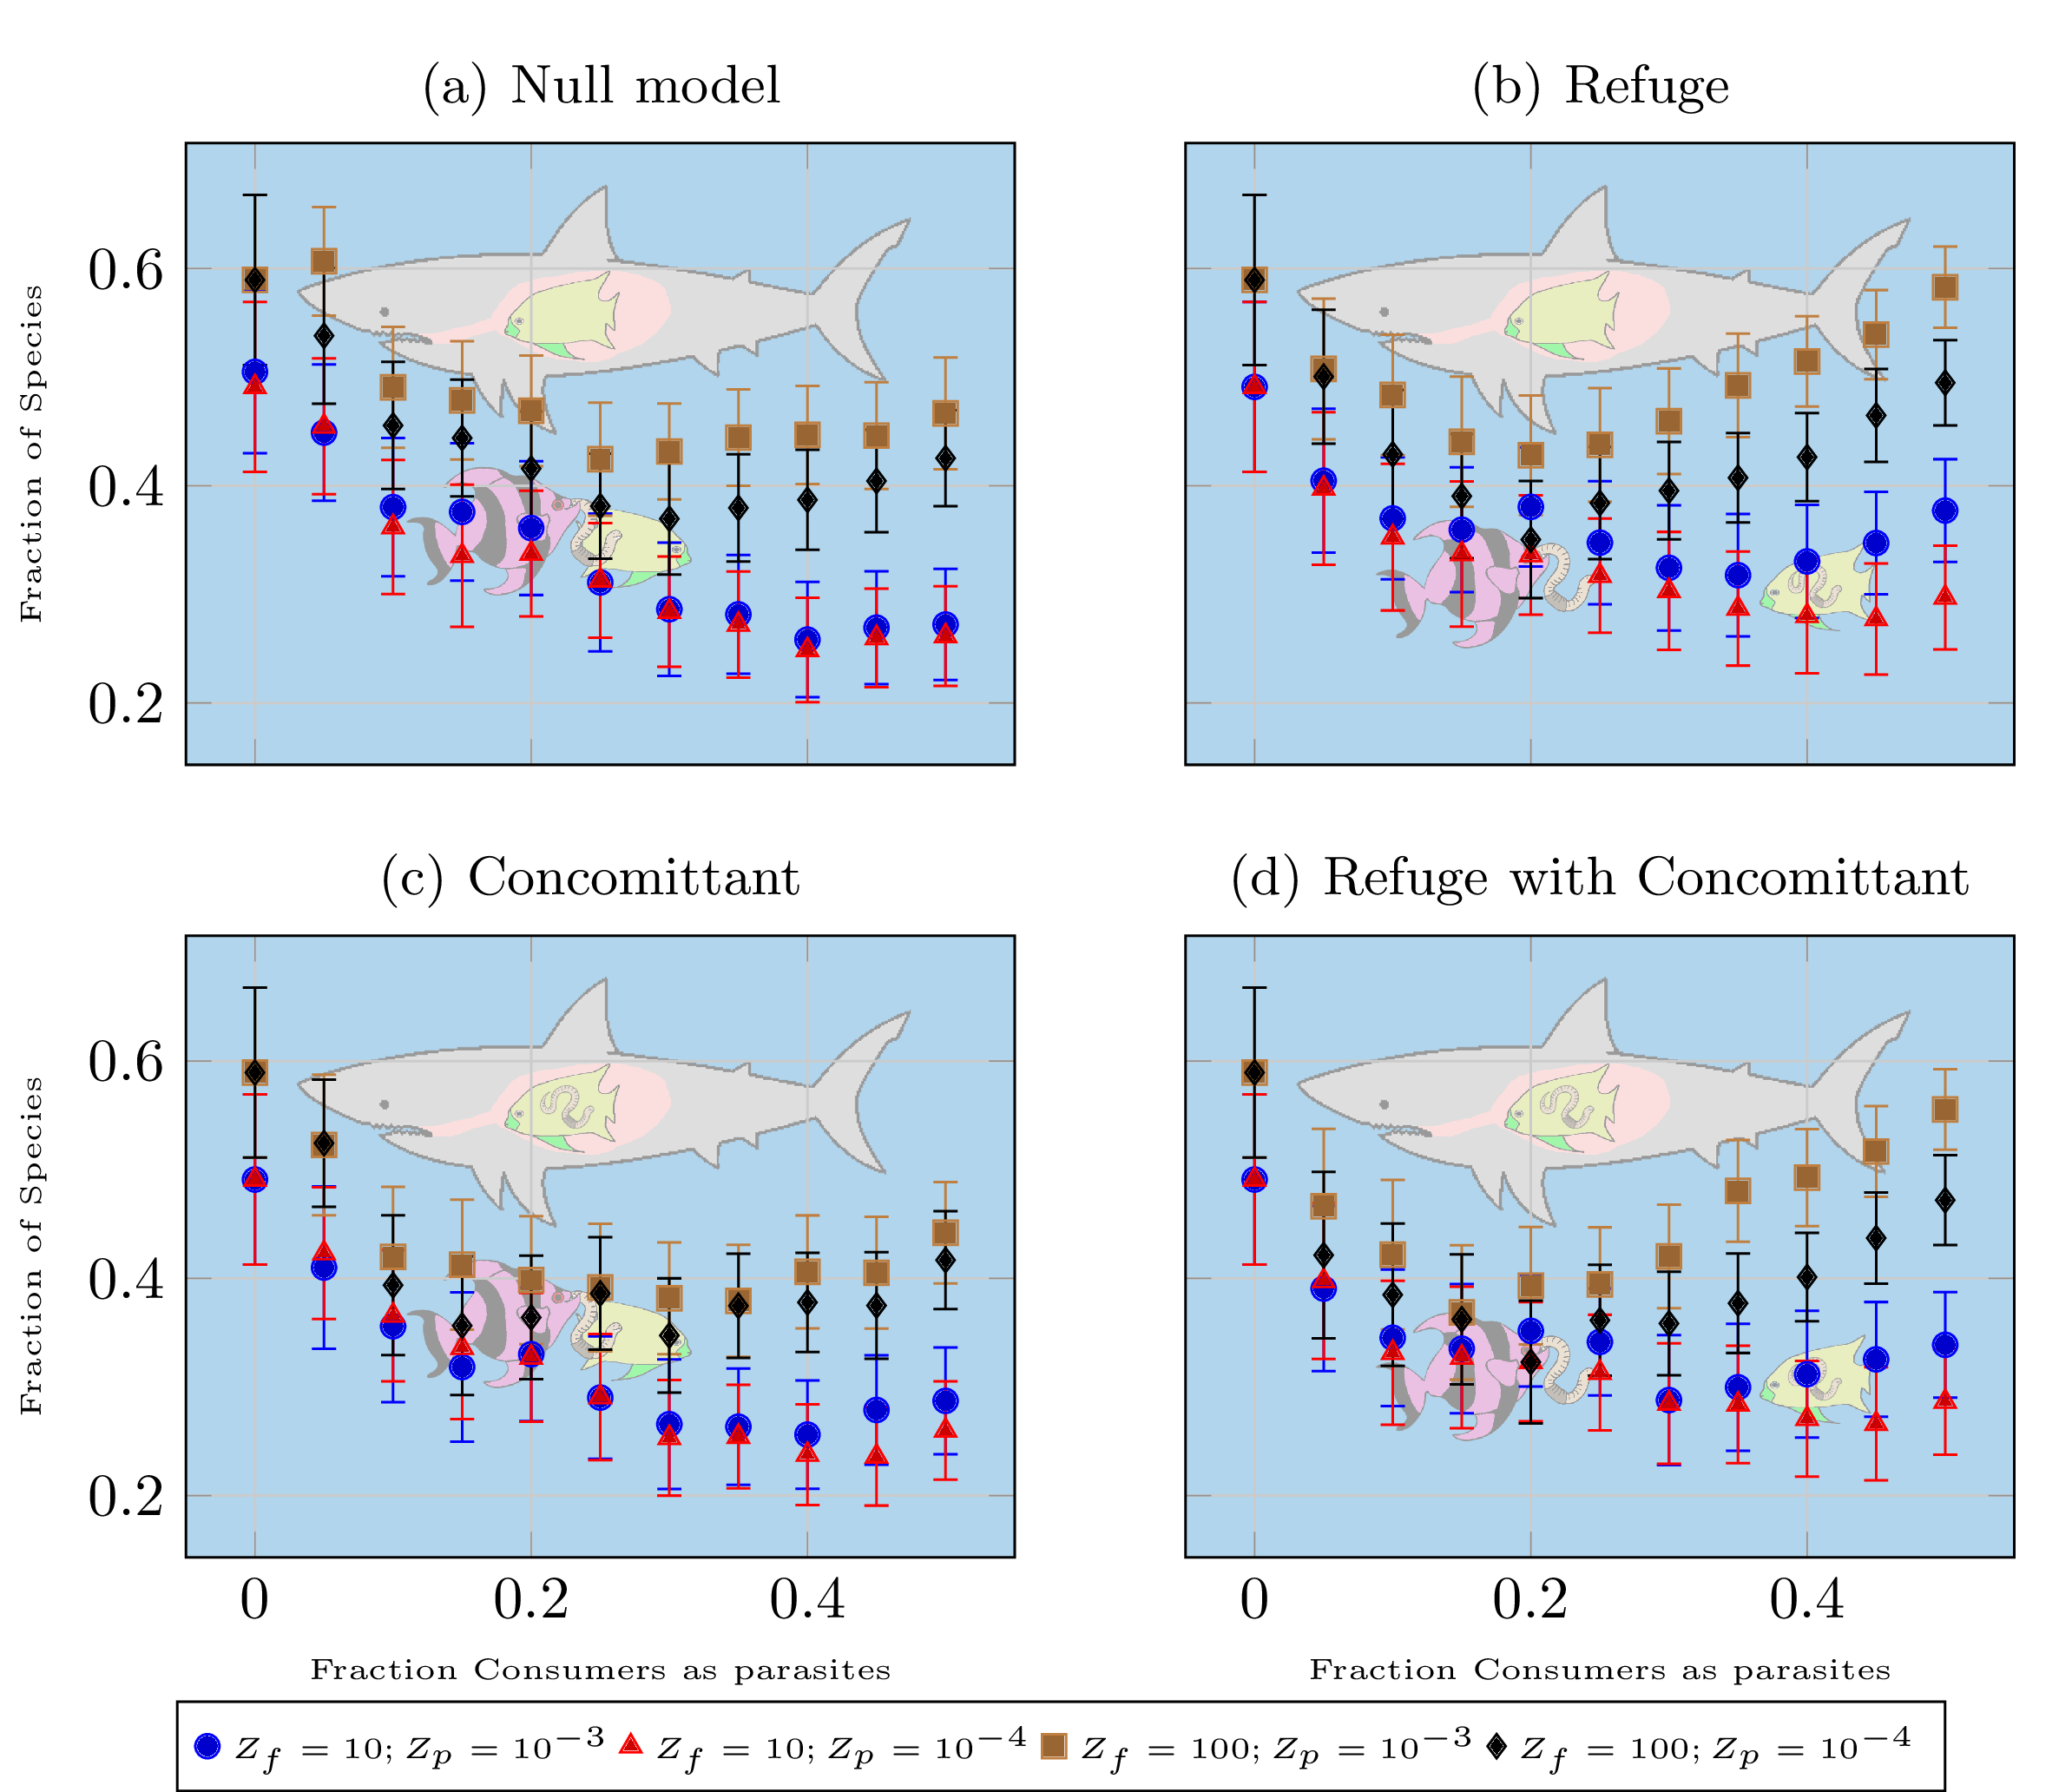 (a) Null model
(b) Refuge
Fraction of Species
0.6
0.4
0.2
(c) Concomittant
(d) Refuge with Concomittant
Fraction of Species
0.6
0.4
0.2
0 0.2 0.4
0 0.2 0.4
Fraction Consumers as parasites
Fraction Consumers as parasites
Z_f = 10; Z_p = 10^{-3} Z_f = 10; Z_p = 10^{-4} Z_f = 100; Z_p = 10^{-3} Z_f = 100; Z_p = 10^{-4}